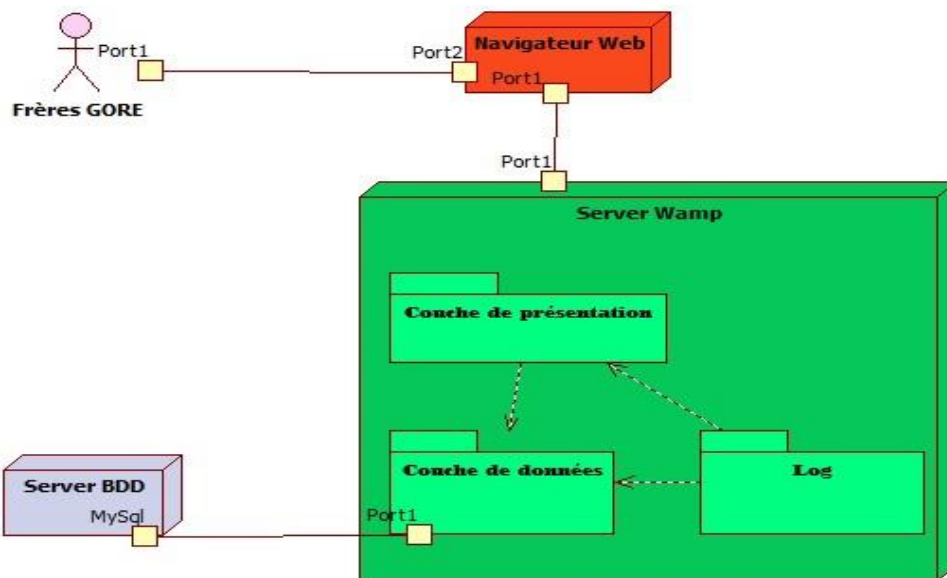 Port1
Frères GORE
Port2
Navigateur Web
Port1
Port1
Server Wamp
Couche de présentation
Couche de données
Log
Server BDD
MySql
Port1